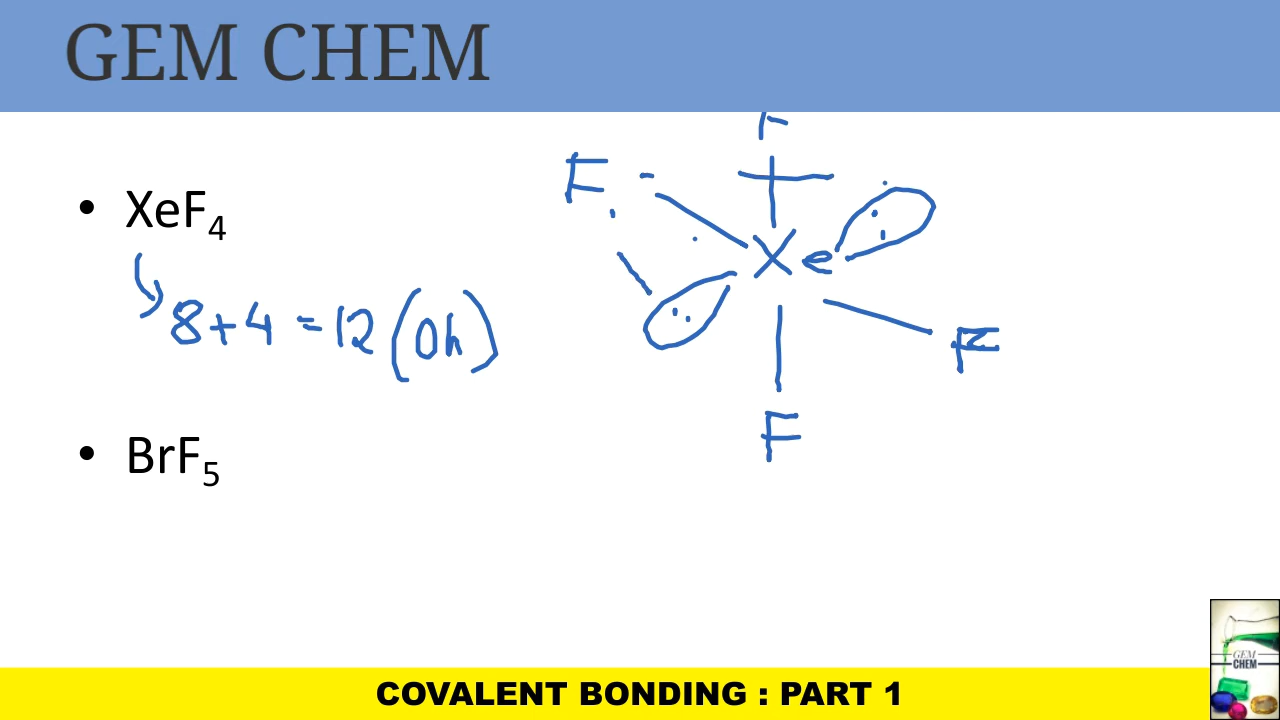 GEM CHEM
• XeF₄
8+4 = 12 (Oh)
F
F
Xe
F
F
• BrF₅
COVALENT BONDING : PART 1
GEM
CHEM